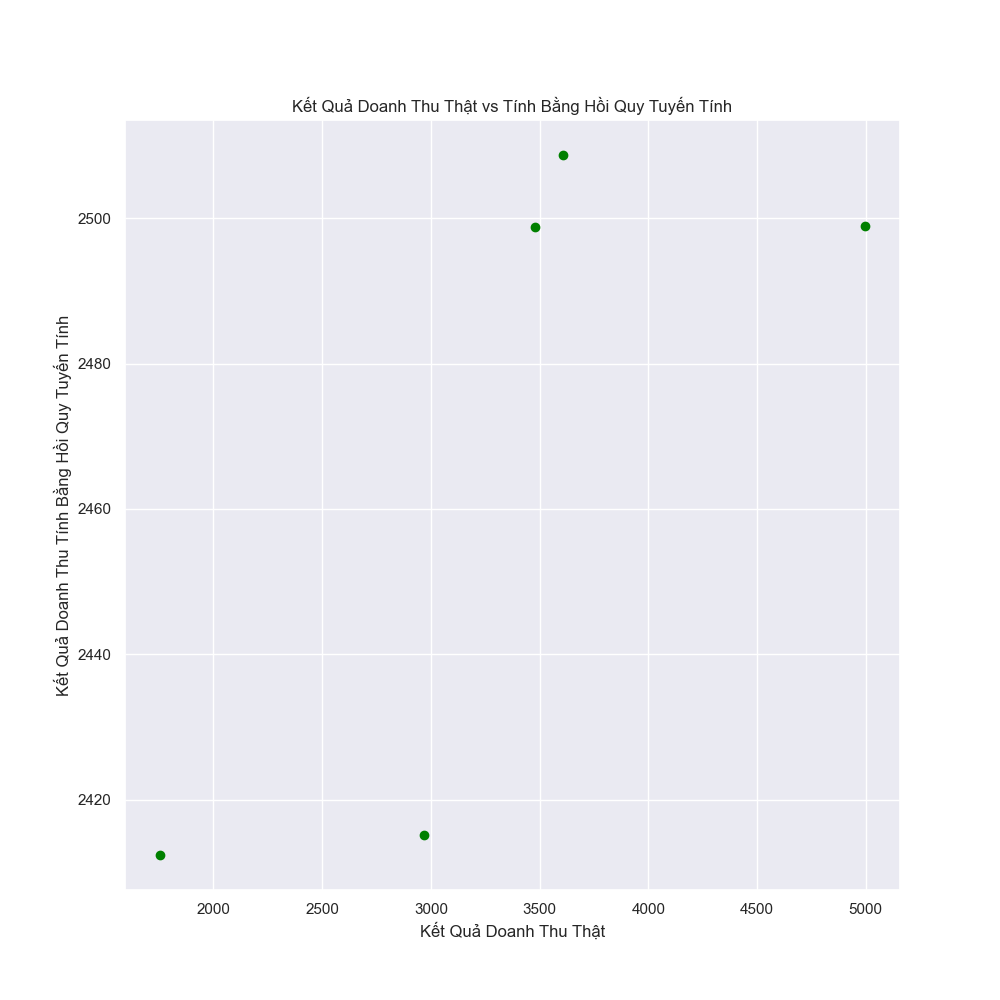 Kết Quả Doanh Thu Thật vs Tính Bằng Hồi Quy Tuyến Tính
Kết Quả Doanh Thu Tính Bằng Hồi Quy Tuyến Tính
2500
2480
2460
2440
2420
2000 2500 3000 3500 4000 4500 5000
Kết Quả Doanh Thu Thật